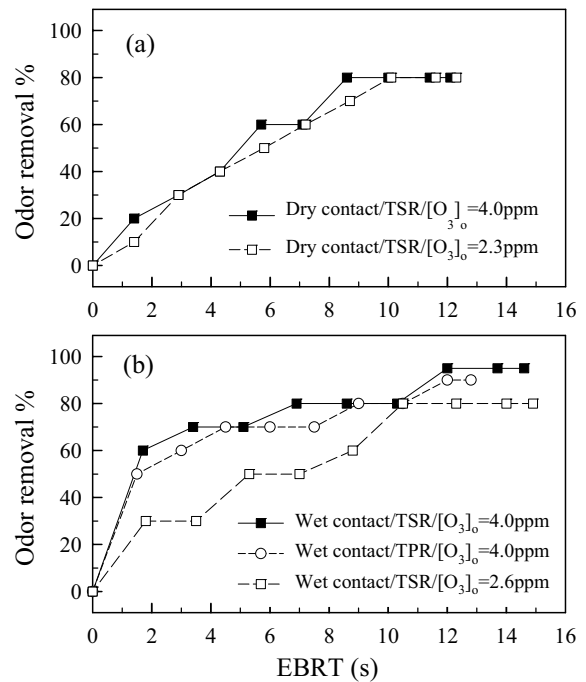 (a)
100
80
60
40
20
0
Odor removal %
Dry contact/TSR/[O₃]ₒ=4.0ppm
Dry contact/TSR/[O₃]ₒ=2.3ppm
0 2 4 6 8 10 12 14 16
(b)
100
80
60
40
20
0
Odor removal %
Wet contact/TSR/[O₃]ₒ=4.0ppm
Wet contact/TPR/[O₃]ₒ=4.0ppm
Wet contact/TSR/[O₃]ₒ=2.6ppm
0 2 4 6 8 10 12 14 16
EBRT (s)